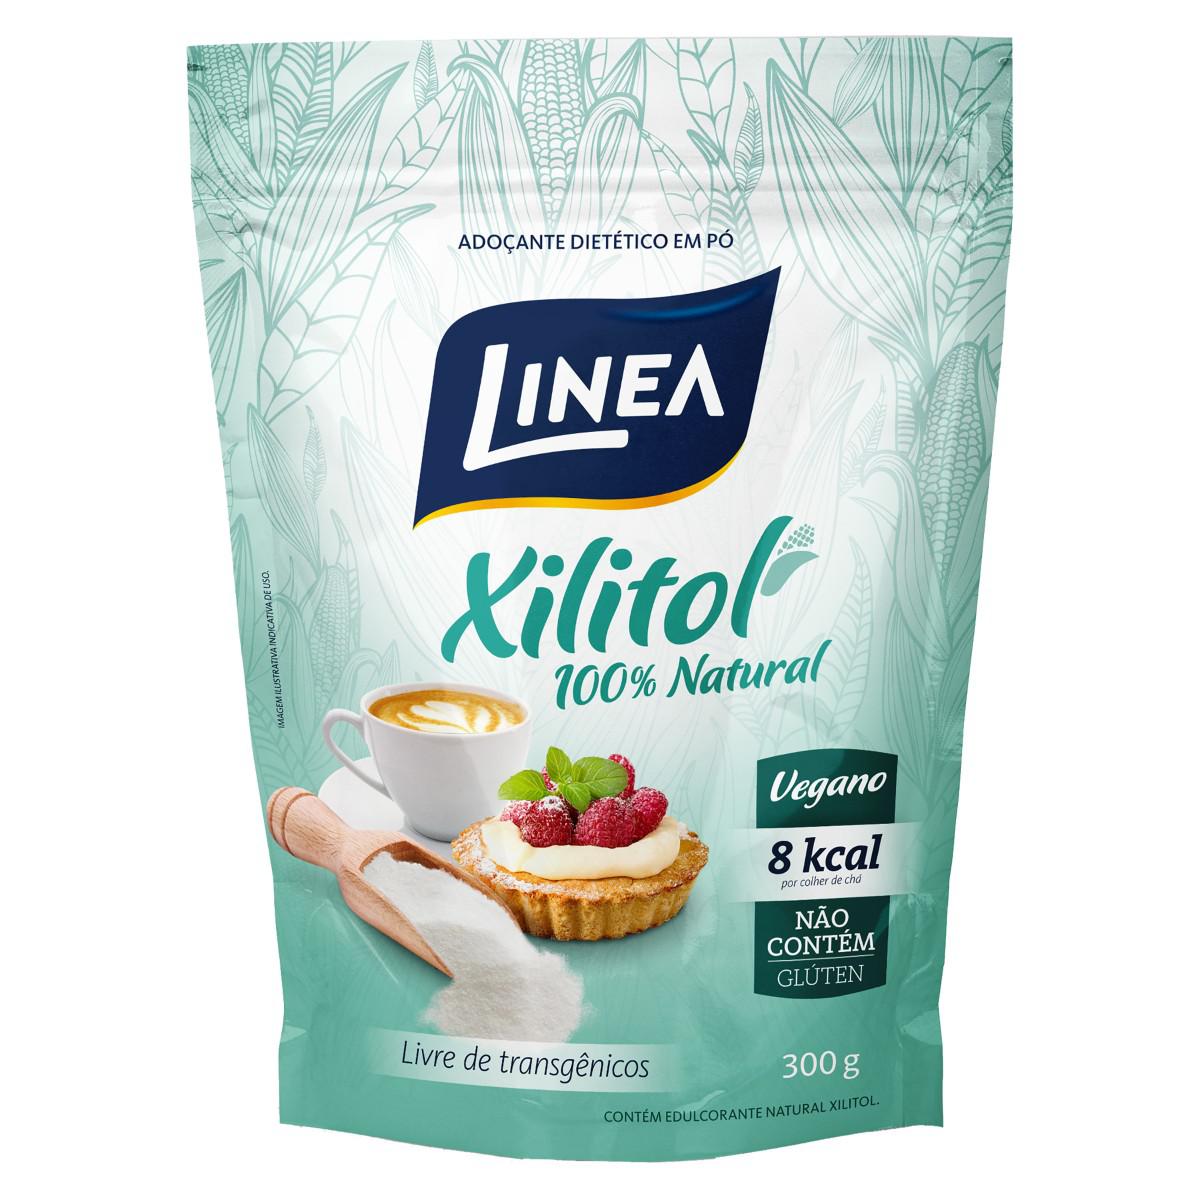 ADOÇANTE DIETÉTICO EM PÓ
LINEA
Xilitol
100% Natural
IMAGEM ILUSTRATIVA INDICATIVA DE USO.
Vegano
8 kcal
por colher de chá
NÃO
CONTÉM
GLÚTEN
Livre de transgênicos
300 g
CONTÉM EDULCORANTE NATURAL XILITOL.